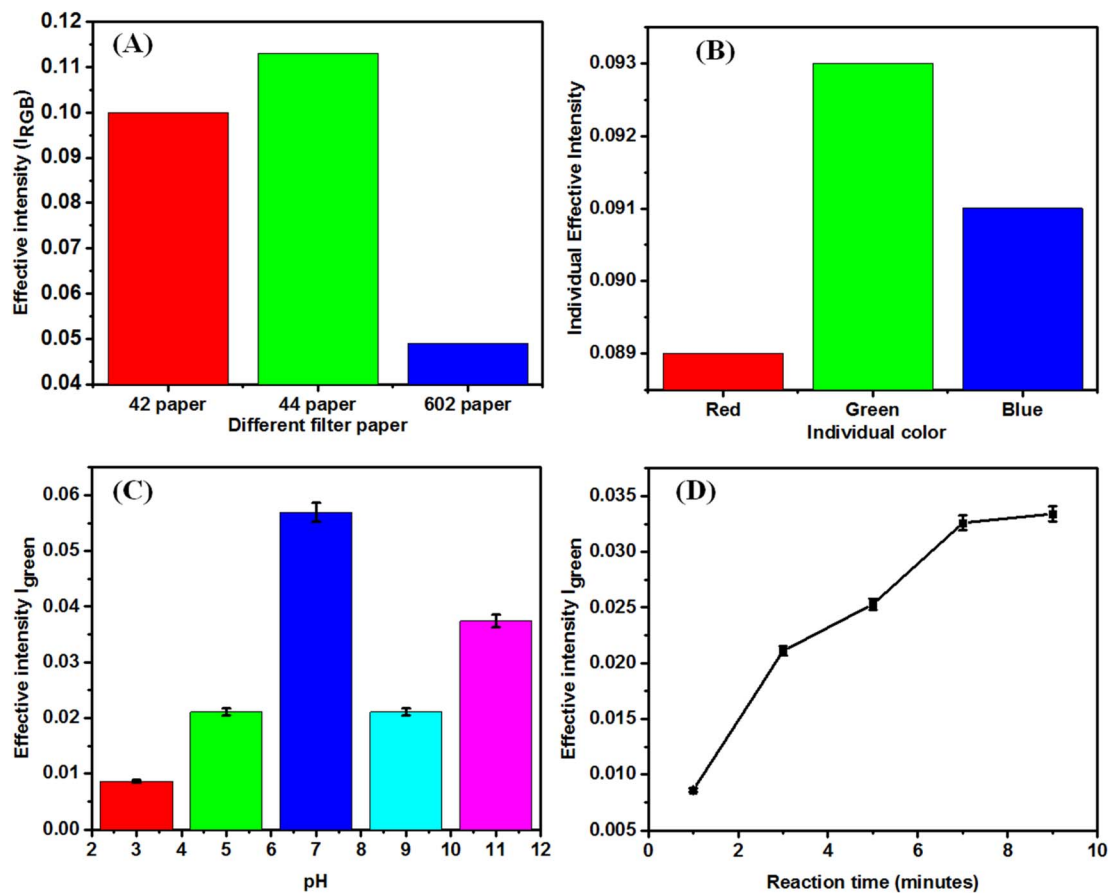 (A)
Effective intensity (I_RGB)
0.12
0.11
0.10
0.09
0.08
0.07
0.06
0.05
0.04
42 paper 44 paper 602 paper
Different filter paper
(B)
Individual Effective Intensity
0.093
0.092
0.091
0.090
0.089
Red Green Blue
Individual color
(C)
Effective intensity I_green
0.06
0.05
0.04
0.03
0.02
0.01
0.00
2 3 4 5 6 7 8 9 10 11 12
pH
(D)
Effective intensity I_green
0.035
0.030
0.025
0.020
0.015
0.010
0.005
0 2 4 6 8 10
Reaction time (minutes)